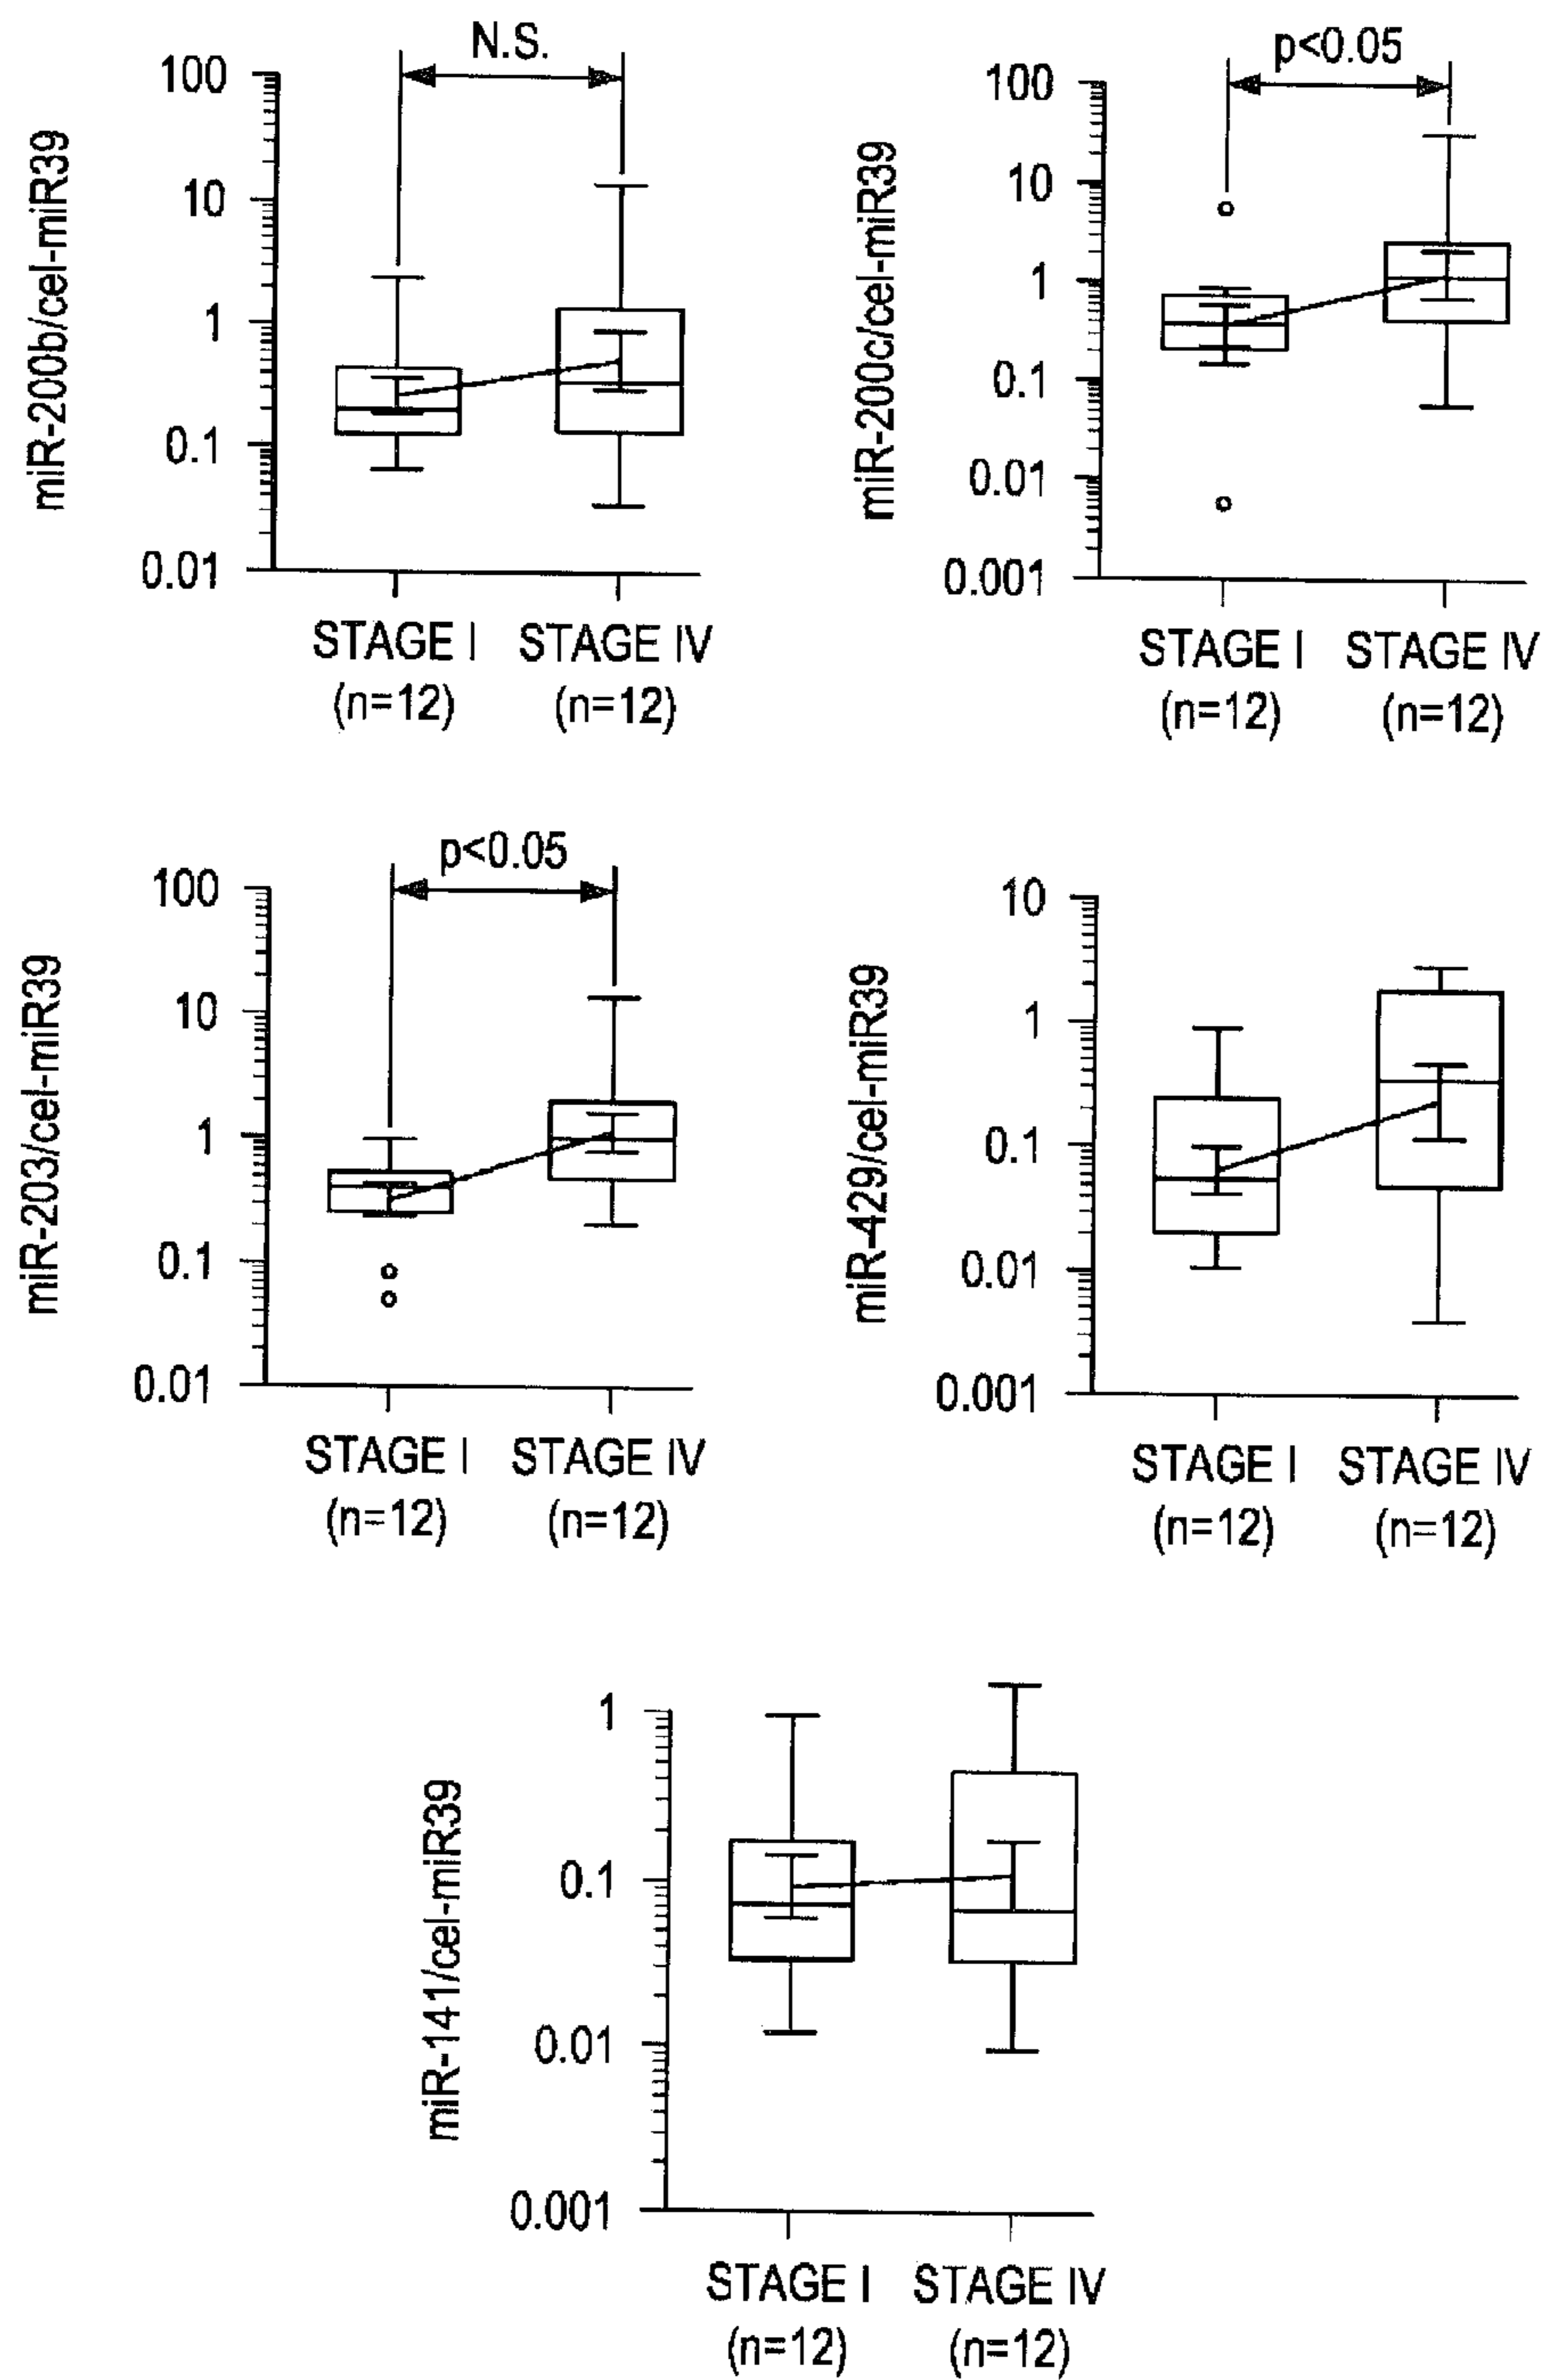 N.S.
miR-200b/cel-miR39
100
10
1
0.1
0.01
STAGE I STAGE IV
(n=12) (n=12)
p<0.05
miR-200c/cel-miR39
100
10
1
0.1
0.01
0.001
STAGE I STAGE IV
(n=12) (n=12)
p<0.05
miR-203/cel-miR39
100
10
1
0.1
0.01
STAGE I STAGE IV
(n=12) (n=12)
miR-429/cel-miR39
10
1
0.1
0.01
0.001
STAGE I STAGE IV
(n=12) (n=12)
miR-141/cel-miR39
1
0.1
0.01
0.001
STAGE I STAGE IV
(n=12) (n=12)